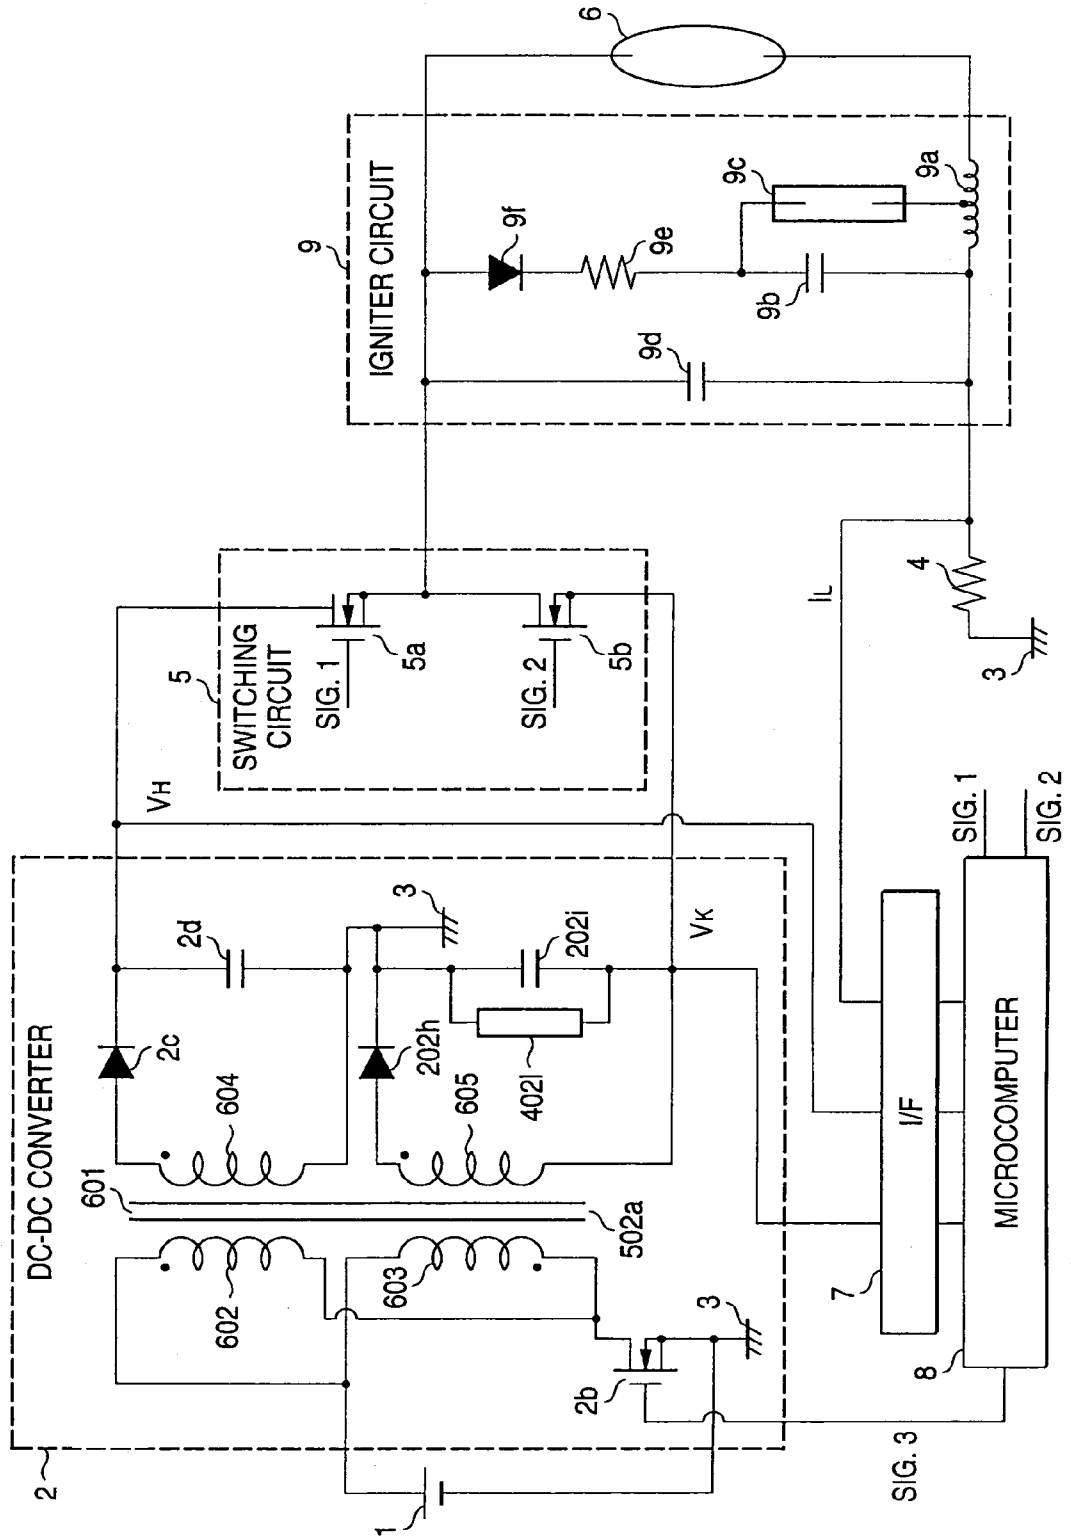 2
DC-DC CONVERTER
601
602
603
604
605
502a
2c
2d
202h
202i
402l
3
2b
3
1
VH
VK
5
SWITCHING
CIRCUIT
SIG. 1
5a
SIG. 2
5b
9
IGNITER CIRCUIT
9f
9e
9d
9b
9c
9a
6
IL
4
3
7
I/F
8
MICROCOMPUTER
SIG. 1
SIG. 2
SIG. 3